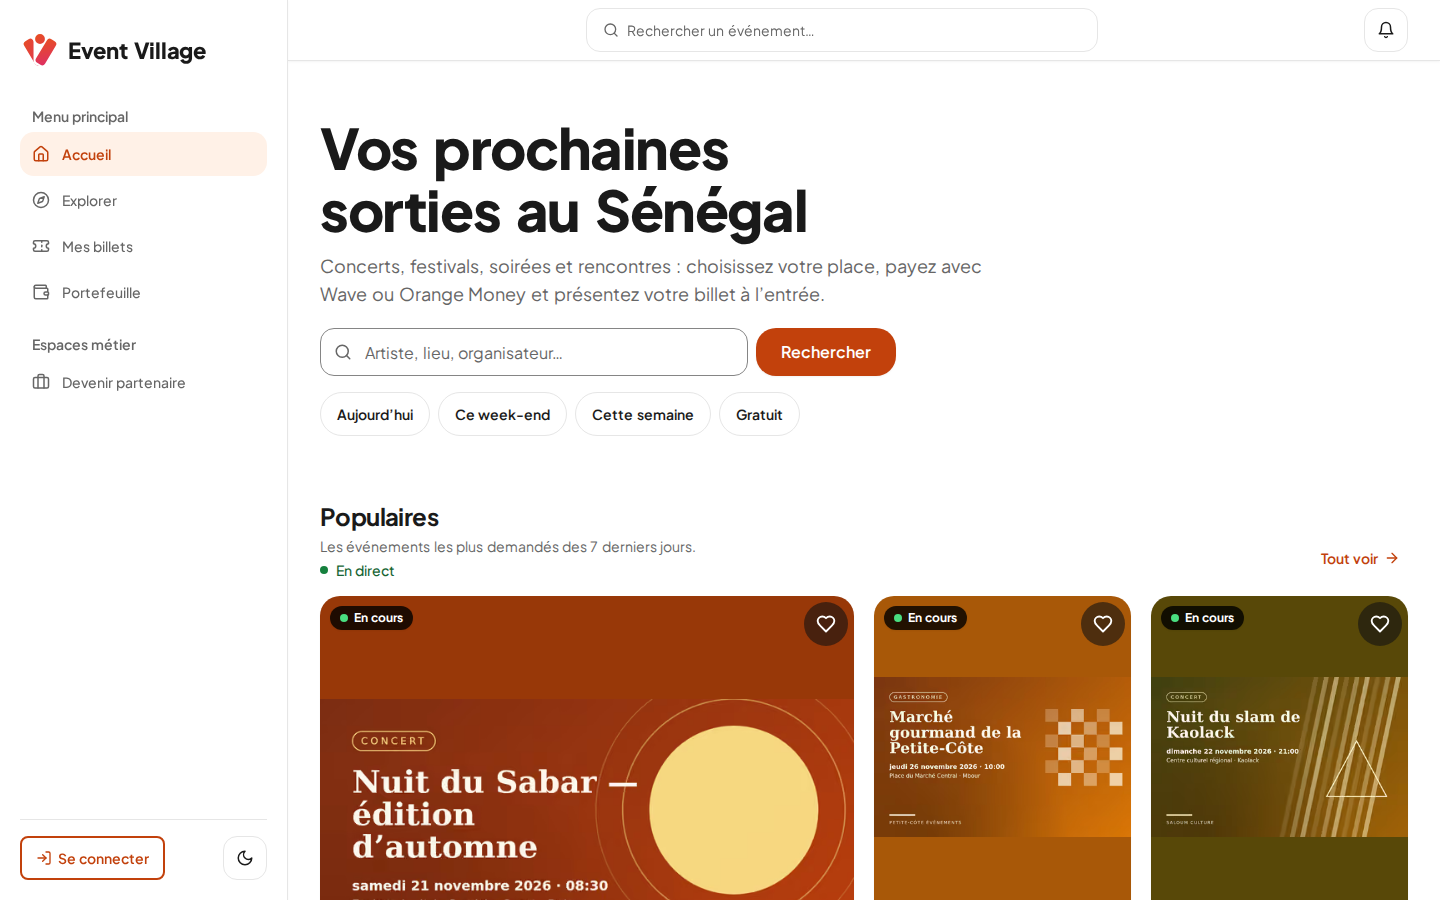 Event Village
Rechercher un événement...
Menu principal
Accueil
Explorer
Mes billets
Portefeuille
Espaces métier
Devenir partenaire
Se connecter
Vos prochaines
sorties au Sénégal
Concerts, festivals, soirées et rencontres : choisissez votre place, payez avec
Wave ou Orange Money et présentez votre billet à l’entrée.
Artiste, lieu, organisateur...
Rechercher
Aujourd’hui
Ce week-end
Cette semaine
Gratuit
Populaires
Les événements les plus demandés des 7 derniers jours.
En direct
Tout voir
En cours
CONCERT
Nuit du Sabar —
édition
d’automne
samedi 21 novembre 2026 · 08:30
En cours
GASTRONOMIE
Marché
gourmand de la
Petite-Côte
jeudi 26 novembre 2026 · 10:00
Place du Marché Central · Mbour
PETITE-CÔTE ÉVÉNEMENTS
En cours
CONCERT
Nuit du slam de
Kaolack
dimanche 22 novembre 2026 · 21:00
Centre culturel régional · Kaolack
SALOUM CULTURE